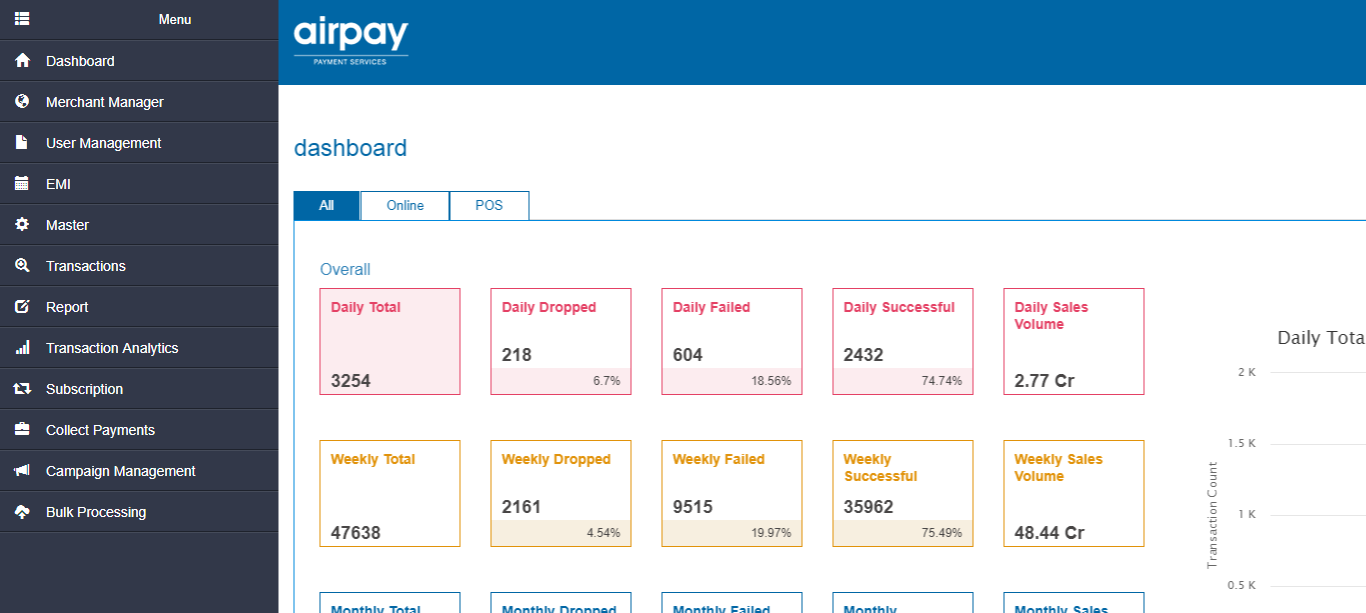 Menu
Dashboard
Merchant Manager
User Management
EMI
Master
Transactions
Report
Transaction Analytics
Subscription
Collect Payments
Campaign Management
Bulk Processing
airpay
PAYMENT SERVICES
dashboard
All
Online
POS
Overall
Daily Total
3254
Daily Dropped
218
6.7%
Daily Failed
604
18.56%
Daily Successful
2432
74.74%
Daily Sales
Volume
2.77 Cr
Weekly Total
47638
Weekly Dropped
2161
4.54%
Weekly Failed
9515
19.97%
Weekly
Successful
35962
75.49%
Weekly Sales
Volume
48.44 Cr
Monthly Total
Monthly Dropped
Monthly Failed
Monthly
Monthly Sales
Daily Tota
2 K
1.5 K
1 K
0.5 K
Transaction Count